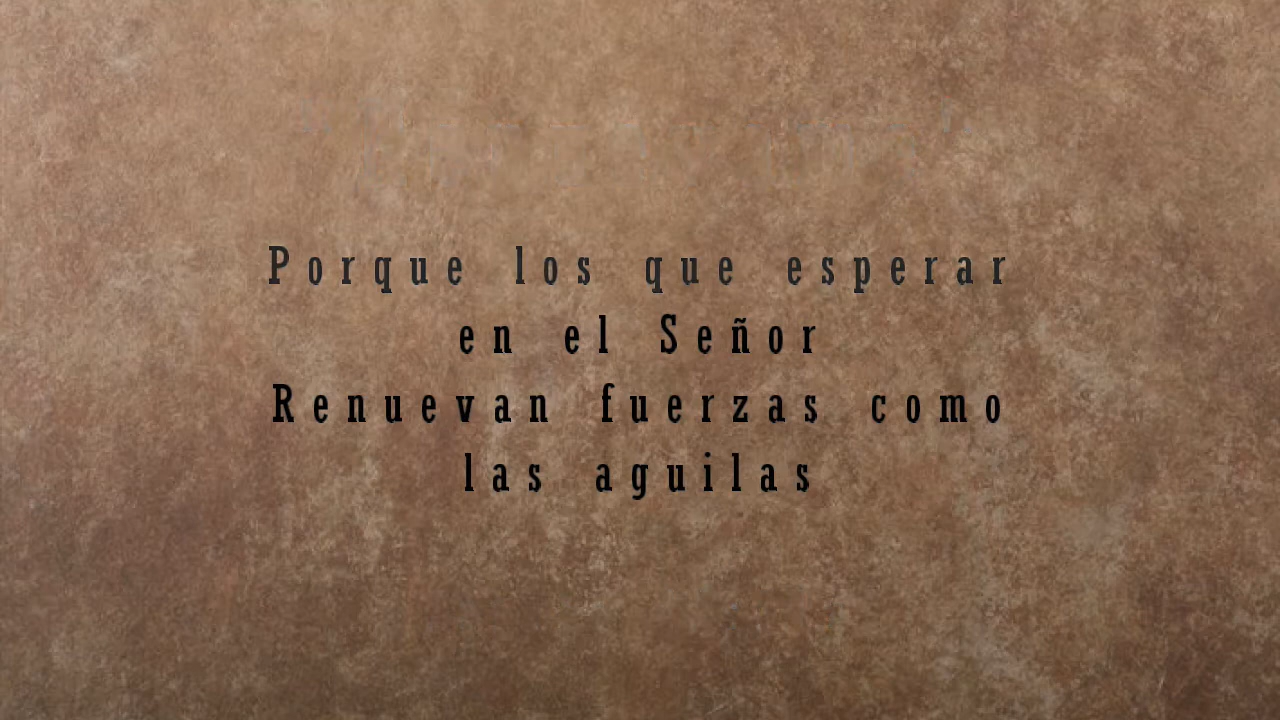 Porque los que esperar
en el Señor
Renuevan fuerzas como
las aguilas